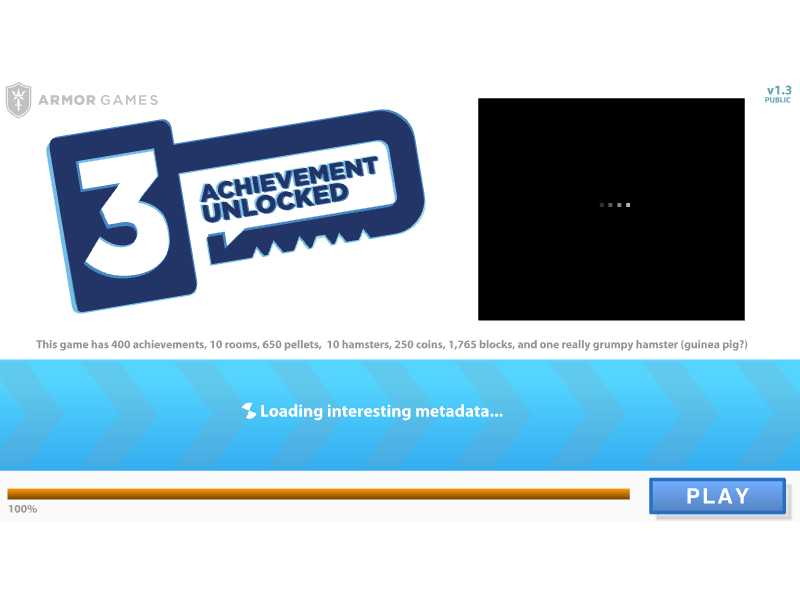 ARMOR GAMES
v1.3
PUBLIC
3
ACHIEVEMENT
UNLOCKED
This game has 400 achievements, 10 rooms, 650 pellets,  10 hamsters, 250 coins, 1,765 blocks, and one really grumpy hamster (guinea pig?)
Loading interesting metadata...
100%
PLAY